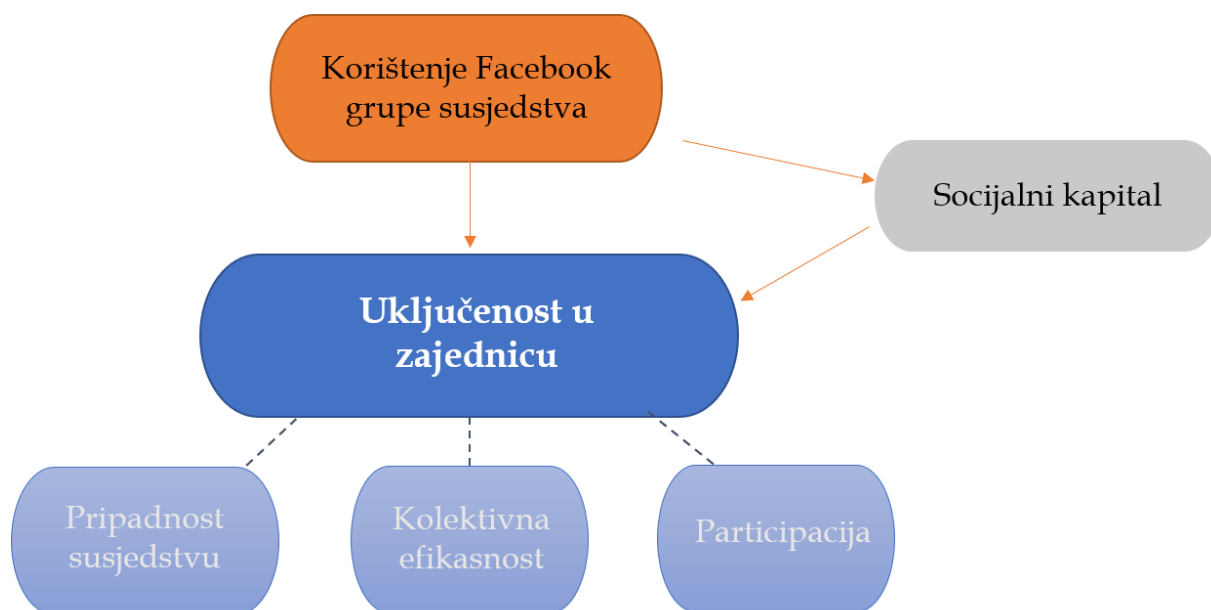 Korištenje Facebook
grupe susjedstva
Socijalni kapital
Uključenost u
zajednicu
Pripadnost
susjedstvu
Kolektivna
efikasnost
Participacija